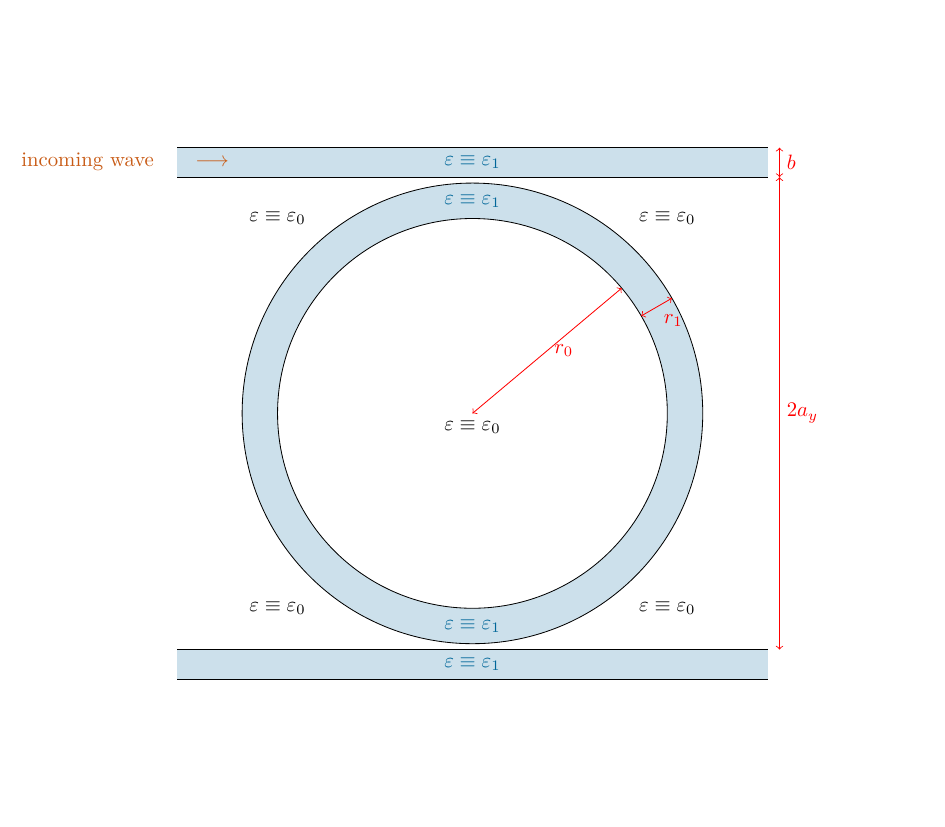 incoming wave
ε ≡ ε₁
b
ε ≡ ε₁
ε ≡ ε₀
ε ≡ ε₀
r₁
r₀
2a_y
ε ≡ ε₀
ε ≡ ε₀
ε ≡ ε₀
ε ≡ ε₁
ε ≡ ε₁